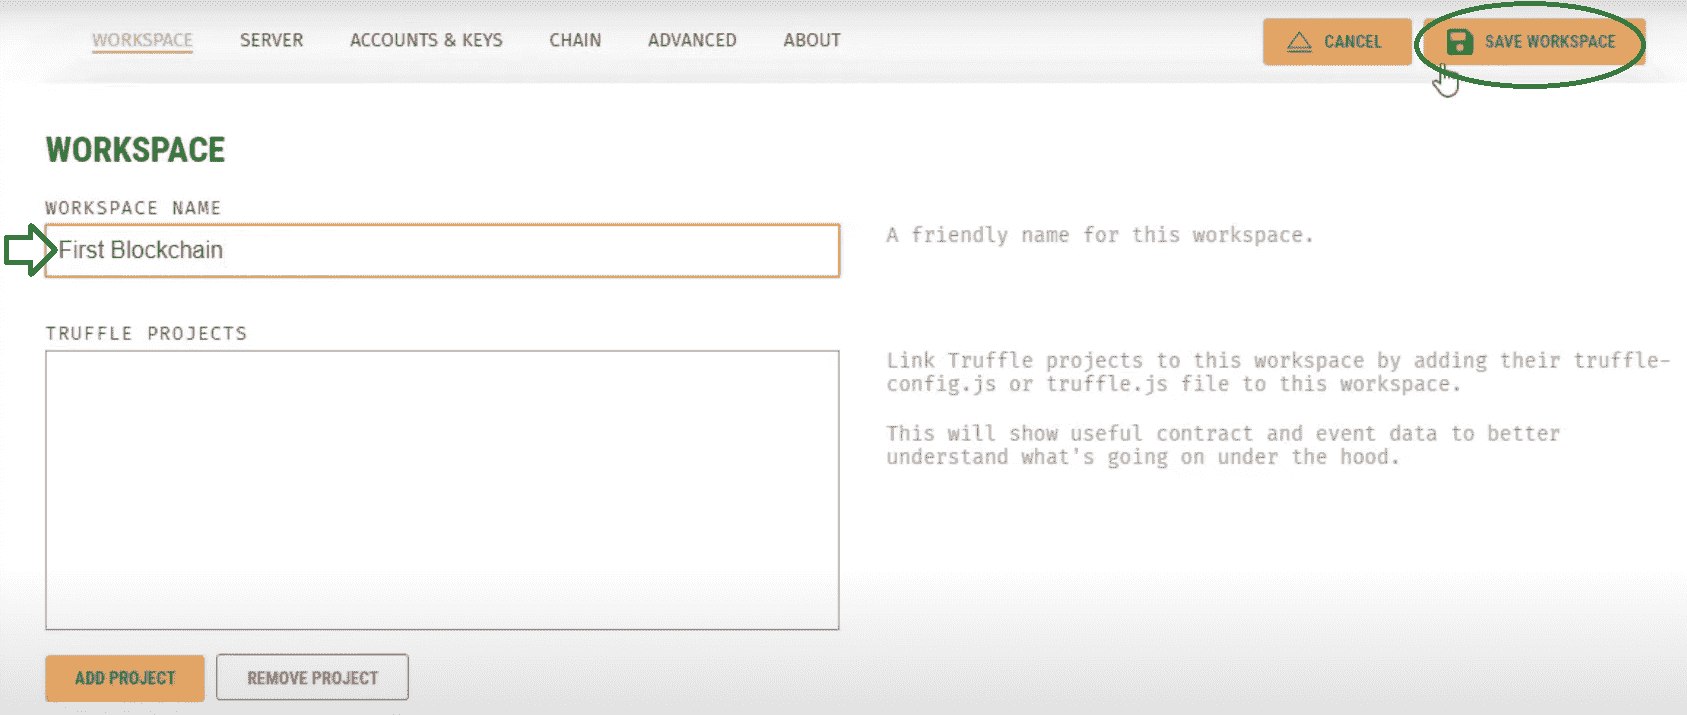 WORKSPACE
SERVER
ACCOUNTS & KEYS
CHAIN
ADVANCED
ABOUT
CANCEL
SAVE WORKSPACE
WORKSPACE
WORKSPACE NAME
First Blockchain
A friendly name for this workspace.
TRUFFLE PROJECTS
Link Truffle projects to this workspace by adding their truffle-
config.js or truffle.js file to this workspace.
This will show useful contract and event data to better
understand what's going on under the hood.
ADD PROJECT
REMOVE PROJECT